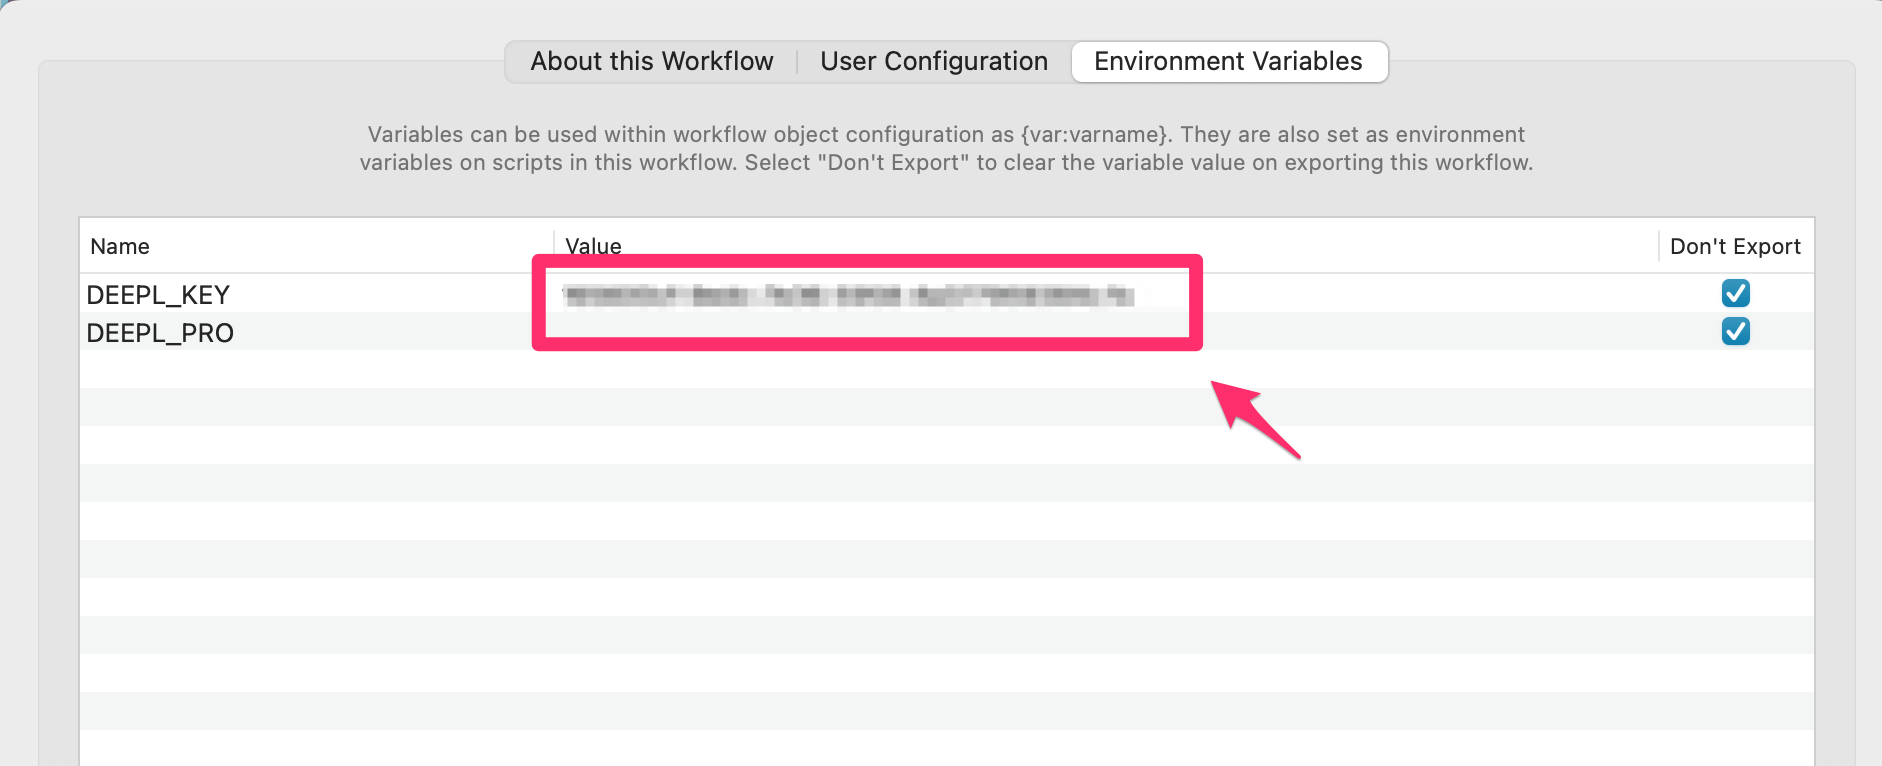 About this Workflow
User Configuration
Environment Variables
Variables can be used within workflow object configuration as {var:varname}. They are also set as environment
variables on scripts in this workflow. Select "Don't Export" to clear the variable value on exporting this workflow.
Name
Value
Don't Export
DEEPL_KEY
DEEPL_PRO